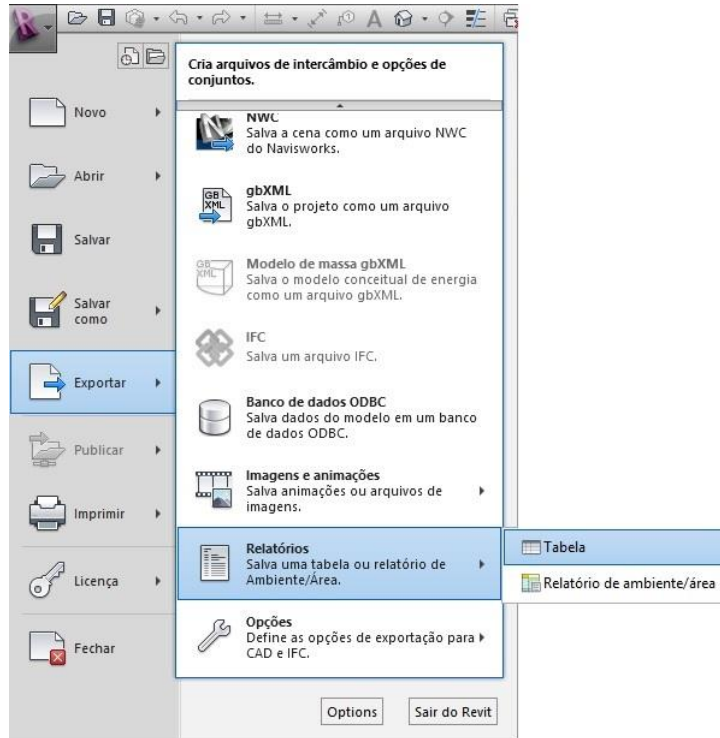 Cria arquivos de intercâmbio e opções de
conjuntos.
Novo
Abrir
Salvar
Salvar
como
Exportar
Publicar
Imprimir
Licença
Fechar
NWC
Salva a cena como um arquivo NWC
do Navisworks.
gbXML
Salva o projeto como um arquivo
gbXML.
Modelo de massa gbXML
Salva o modelo conceitual de energia
como um arquivo gbXML.
IFC
Salva um arquivo IFC.
Banco de dados ODBC
Salva dados do modelo em um banco
de dados ODBC.
Imagens e animações
Salva animações ou arquivos de
imagens.
Relatórios
Salva uma tabela ou relatório de
Ambiente/Área.
Opções
Define as opções de exportação para
CAD e IFC.
Tabela
Relatório de ambiente/área
Options
Sair do Revit